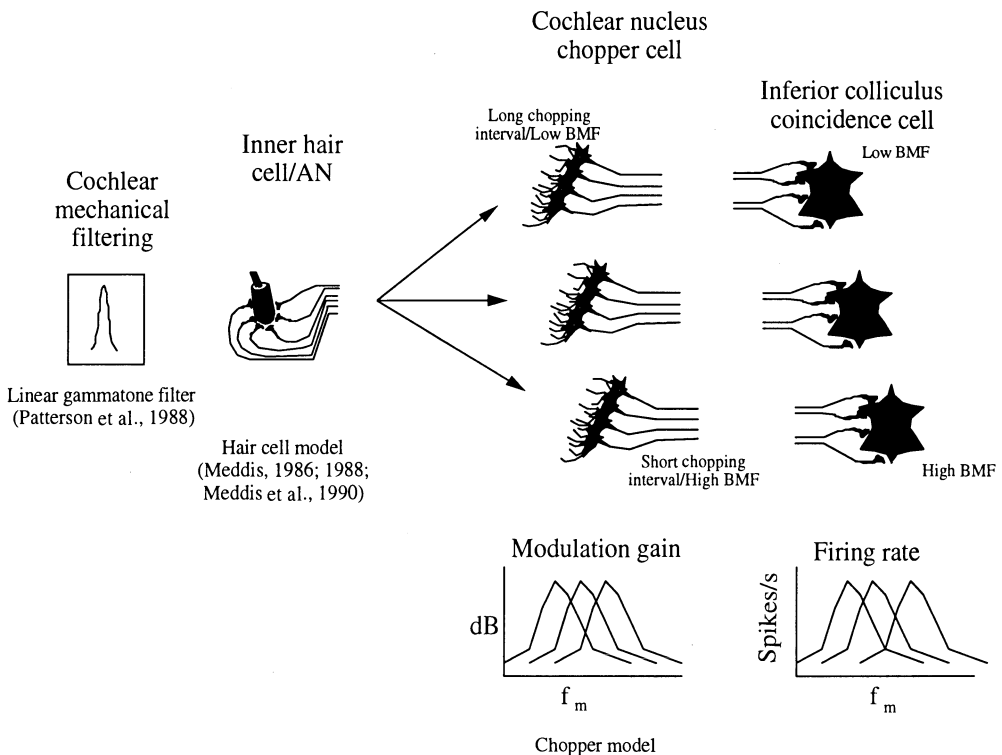 Cochlear nucleus
chopper cell
Inferior colliculus
coincidence cell
Long chopping
interval/Low BMF
Low BMF
Inner hair
cell/AN
Cochlear
mechanical
filtering
Linear gammatone filter
(Patterson et al., 1988)
Hair cell model
(Meddis, 1986; 1988;
Meddis et al., 1990)
Short chopping
interval/High BMF
High BMF
Modulation gain
dB
f m
Firing rate
Spikes/s
f m
Chopper model